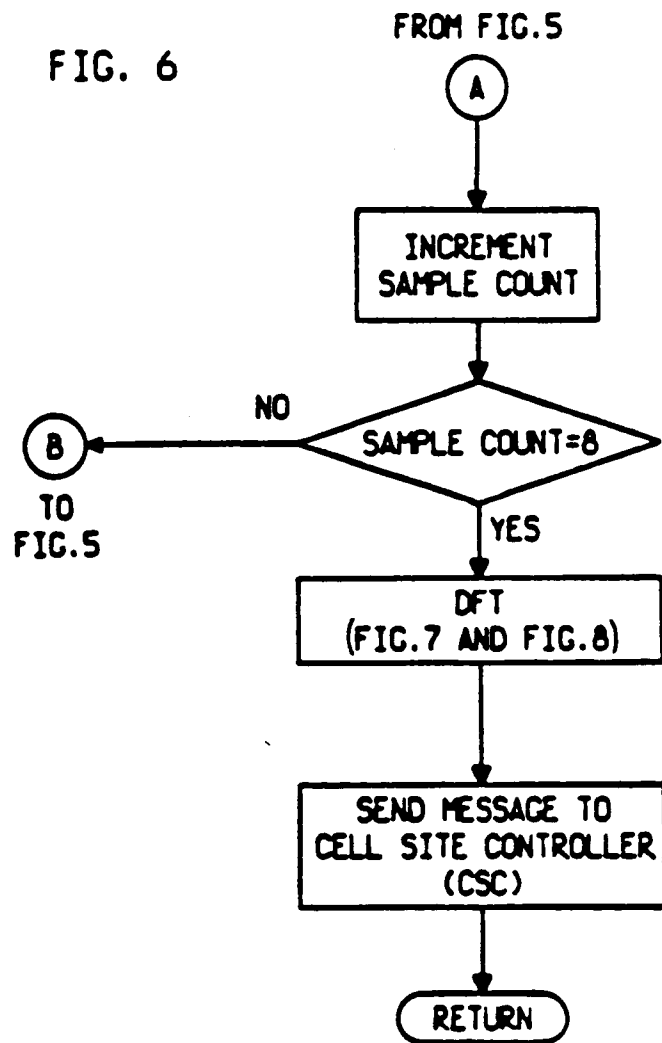 FIG. 6
FROM FIG.5
A
INCREMENT
SAMPLE COUNT
SAMPLE COUNT=8
NO
B
TO
FIG.5
YES
DFT
(FIG.7 AND FIG.8)
SEND MESSAGE TO
CELL SITE CONTROLLER
(CSC)
RETURN